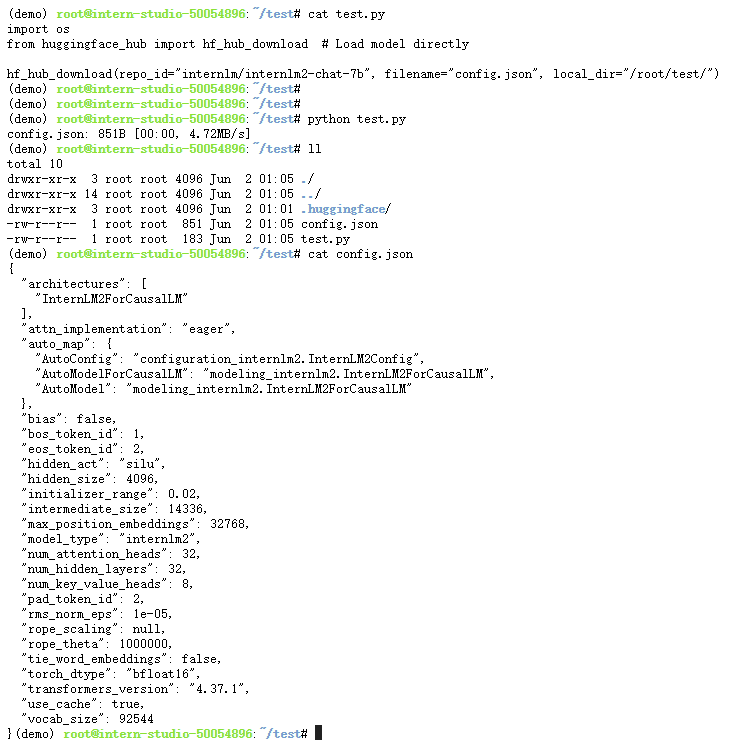 (demo) root@intern-studio-50054896:~/test# cat test.py
import os
from huggingface_hub import hf_hub_download  # Load model directly

hf_hub_download(repo_id="internlm/internlm2-chat-7b", filename="config.json", local_dir="/root/test/")
(demo) root@intern-studio-50054896:~/test#
(demo) root@intern-studio-50054896:~/test#
(demo) root@intern-studio-50054896:~/test# python test.py
config.json: 851B [00:00, 4.72MB/s]
(demo) root@intern-studio-50054896:~/test# ll
total 10
drwxr-xr-x  3 root root 4096 Jun  2 01:05 ./
drwxr-xr-x 14 root root 4096 Jun  2 01:05 ../
drwxr-xr-x  3 root root 4096 Jun  2 01:01 .huggingface/
-rw-r--r--  1 root root  851 Jun  2 01:05 config.json
-rw-r--r--  1 root root  183 Jun  2 01:05 test.py
(demo) root@intern-studio-50054896:~/test# cat config.json
{
  "architectures": [
    "InternLM2ForCausalLM"
  ],
  "attn_implementation": "eager",
  "auto_map": {
    "AutoConfig": "configuration_internlm2.InternLM2Config",
    "AutoModelForCausalLM": "modeling_internlm2.InternLM2ForCausalLM",
    "AutoModel": "modeling_internlm2.InternLM2ForCausalLM"
  },
  "bias": false,
  "bos_token_id": 1,
  "eos_token_id": 2,
  "hidden_act": "silu",
  "hidden_size": 4096,
  "initializer_range": 0.02,
  "intermediate_size": 14336,
  "max_position_embeddings": 32768,
  "model_type": "internlm2",
  "num_attention_heads": 32,
  "num_hidden_layers": 32,
  "num_key_value_heads": 8,
  "pad_token_id": 2,
  "rms_norm_eps": 1e-05,
  "rope_scaling": null,
  "rope_theta": 1000000,
  "tie_word_embeddings": false,
  "torch_dtype": "bfloat16",
  "transformers_version": "4.37.1",
  "use_cache": true,
  "vocab_size": 92544
}(demo) root@intern-studio-50054896:~/test#